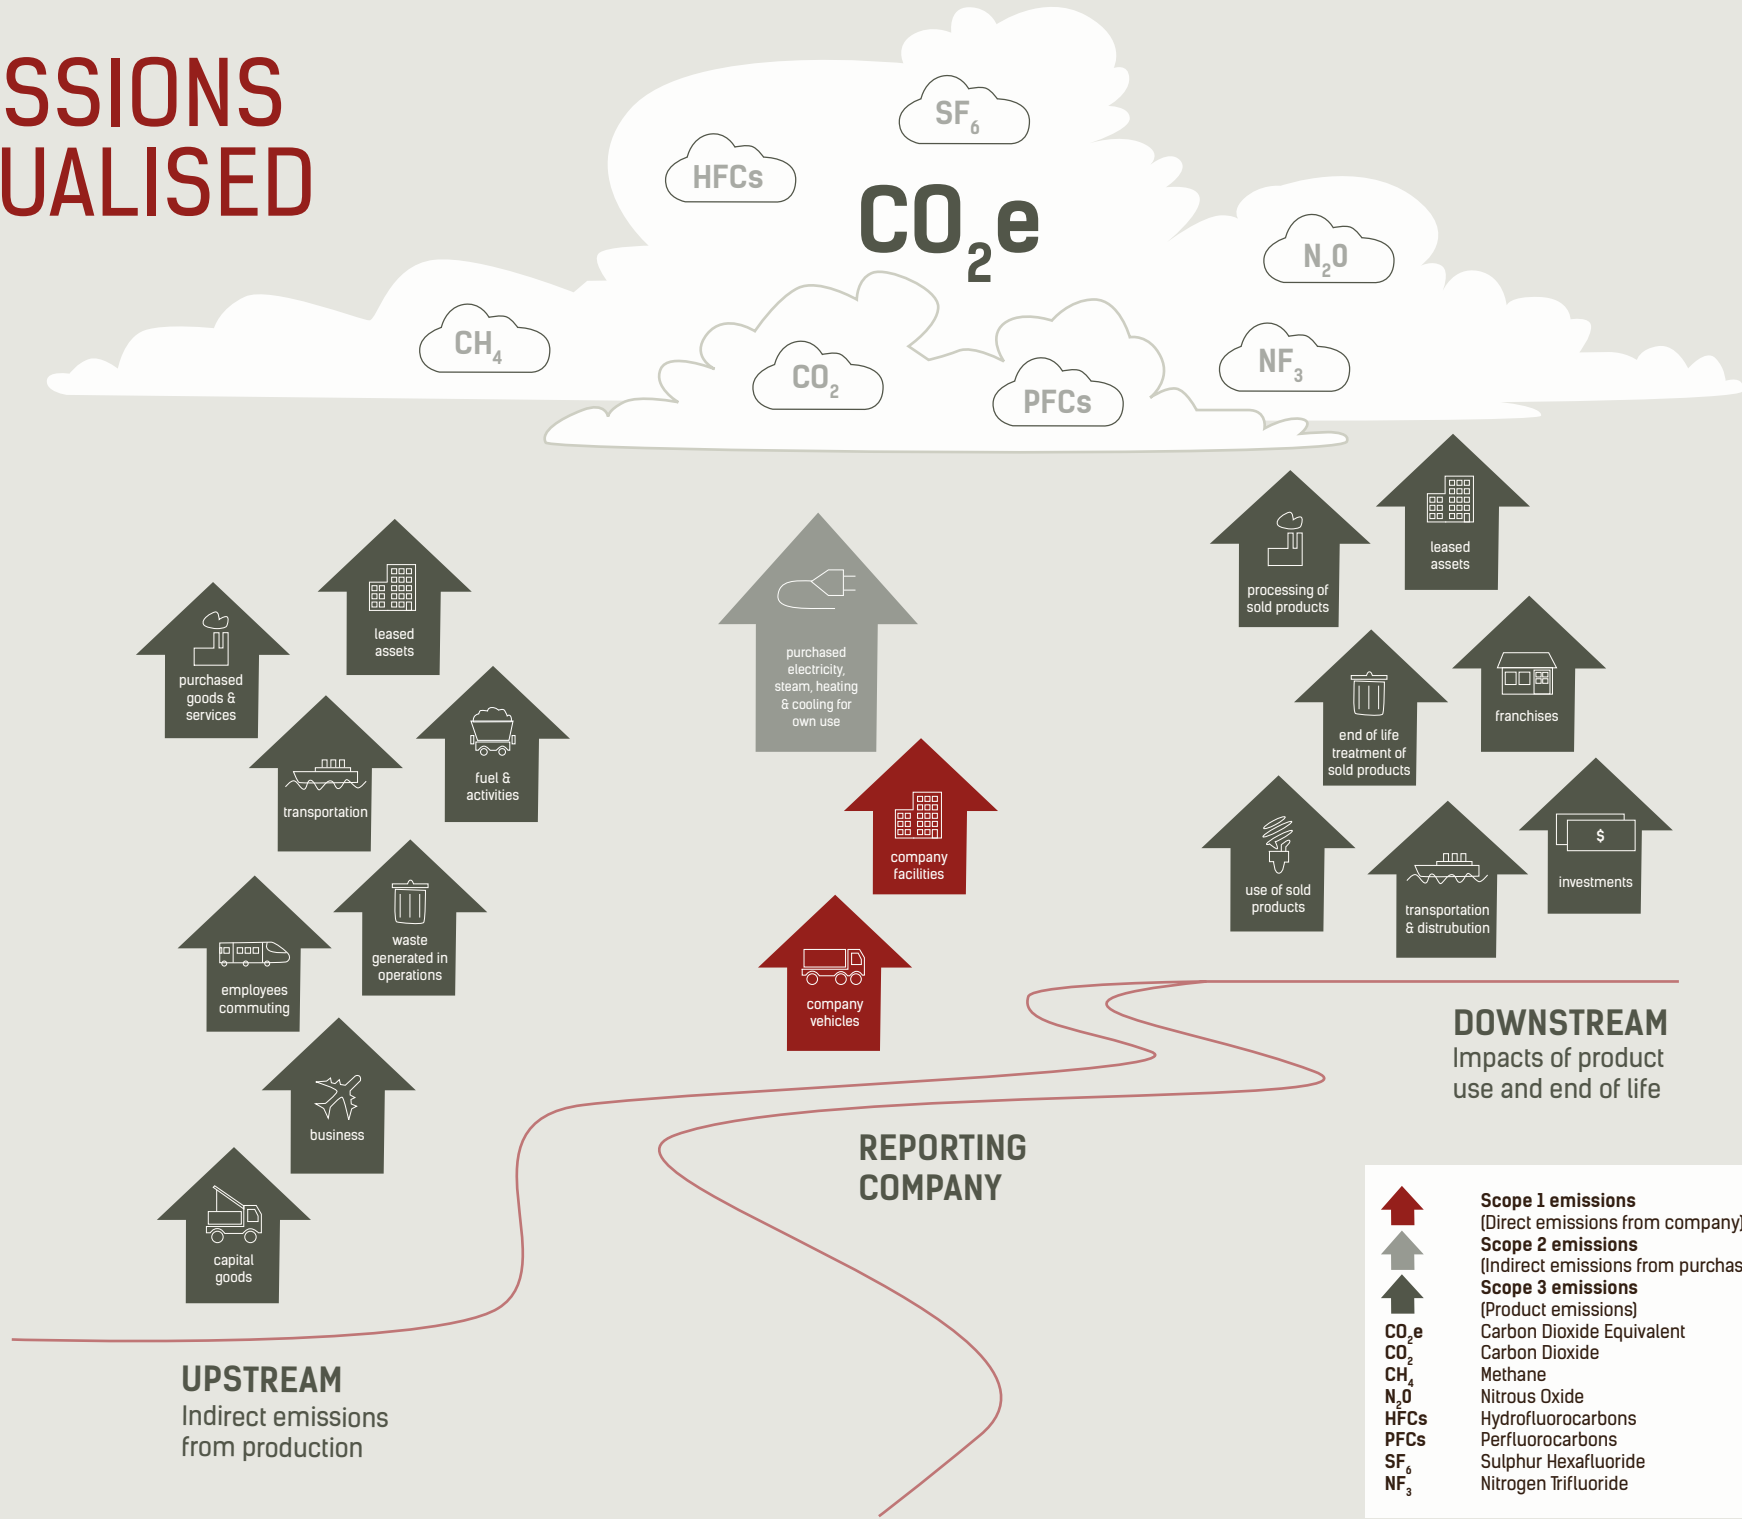 SSIONS
UALISED
SF₆
HFCs
CO₂e
N₂O
CH₄
NF₃
CO₂
PFCs
leased
assets
purchased
goods &
services
transportation
fuel &
activities
waste
generated in
operations
employees
commuting
business
capital
goods
purchased
electricity,
steam, heating
& cooling for
own use
company
facilities
company
vehicles
processing of
sold products
leased
assets
end of life
treatment of
sold products
franchises
use of sold
products
transportation
& distrubution
$
investments
UPSTREAM
Indirect emissions
from production
REPORTING
COMPANY
DOWNSTREAM
Impacts of product
use and end of life
Scope 1 emissions
(Direct emissions from company)
Scope 2 emissions
(Indirect emissions from purchas
Scope 3 emissions
(Product emissions)
CO₂e Carbon Dioxide Equivalent
CO₂ Carbon Dioxide
CH₄ Methane
N₂O Nitrous Oxide
HFCs Hydrofluorocarbons
PFCs Perfluorocarbons
SF₆ Sulphur Hexafluoride
NF₃ Nitrogen Trifluoride